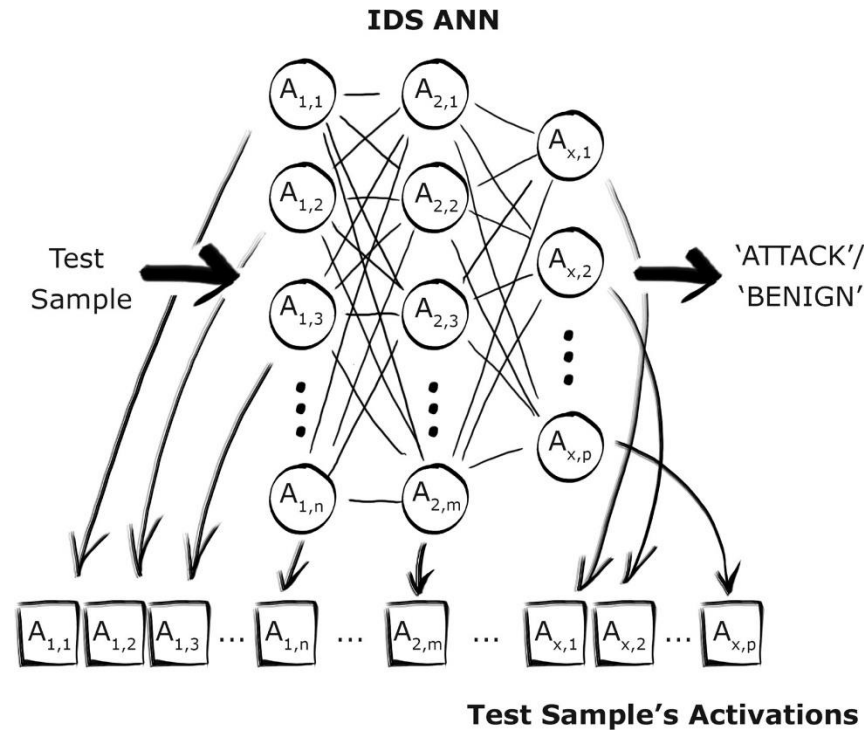 IDS ANN
A1,1
A2,1
Ax,1
A1,2
A2,2
Test
Sample
Ax,2
'ATTACK'/
'BENIGN'
A1,3
A2,3
Ax,p
A1,n
A2,m
A1,1 A1,2 A1,3 ... A1,n ... A2,m ... Ax,1 Ax,2 ... Ax,p
Test Sample's Activations